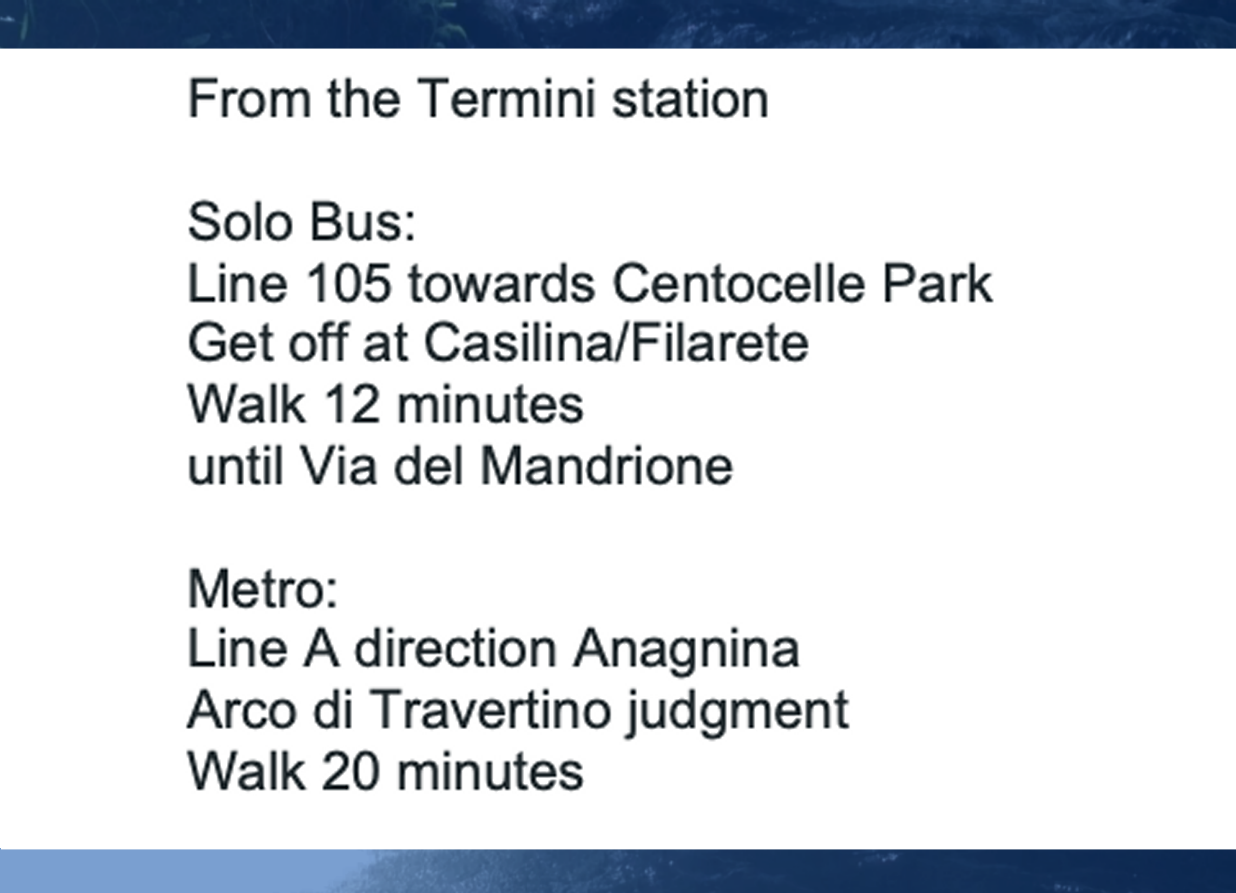 From the Termini station
Solo Bus:
Line 105 towards Centocelle Park
Get off at Casilina/Filarete
Walk 12 minutes
until Via del Mandrione
Metro:
Line A direction Anagnina
Arco di Travertino judgment
Walk 20 minutes